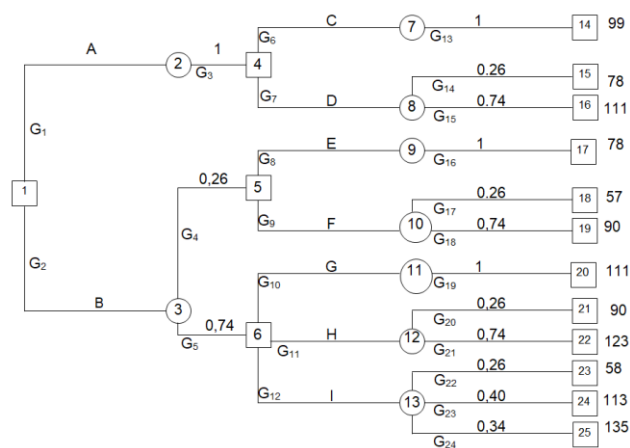 C 7 1 14 99
A 1 G6 G13
2 4
G3 0.26 15
G7 D G14 78
8 0.74 16
G15 111
G1
E 9 1 17 78
G8 G16
0,26
1 5 0.26 18 57
G9 F G17
10 0,74 19 90
G4 G18
G2
G 11 1 20 111
G10 G19
B 3 0,26 21 90
0,74 H G20
G5 6 12 0,74 22 123
G11 G21
0,26 23 58
G22
G12 I 13 0,40 24 113
G23
0,34 25 135
G24